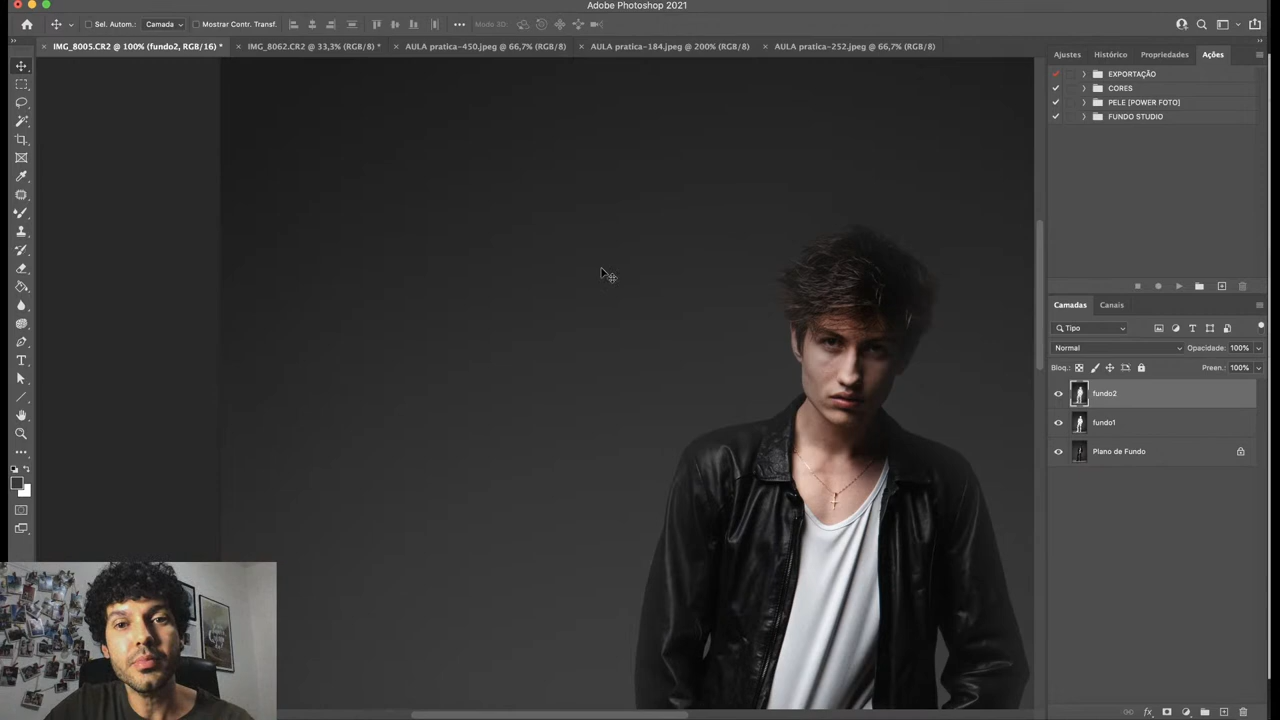 Adobe Photoshop 2021
Sel. Autom.: Camada Mostrar Contr. Transf. Modo 3D:
IMG_8005.CR2 @ 100% (fundo2, RGB/16) * IMG_8062.CR2 @ 33,3% (RGB/8) * AULA pratica-450.jpeg @ 66,7% (RGB/8) AULA pratica-184.jpeg @ 200% (RGB/8) AULA pratica-252.jpeg @ 66,7% (RGB/8)
Ajustes Histórico Propriedades Ações
EXPORTAÇÃO
CORES
PELE [POWER FOTO]
FUNDO STUDIO
Camadas Canais
Tipo
Normal Opacidade: 100%
Bloq.: Preen.: 100%
fundo2
fundo1
Plano de Fundo